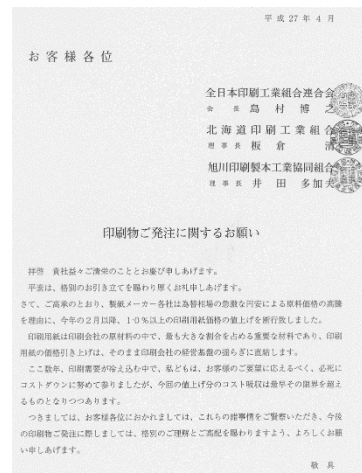 平成27年4月
お客様各位
全日本印刷工業組合連合会
会長 島村博之
北海道印刷工業組合
理事長 板倉清
旭川印刷製本工業協同組合
理事長 井田多加夫
印刷物ご発注に関するお願い
拝啓 貴社益々ご清栄のこととお慶び申しあげます。
平素は、格別のお引き立てを賜わり厚くお礼申しあげます。
さて、ご高承のとおり、製紙メーカー各社は為替相場の急激な円安による原料価格の高騰
を理由に、今年の2月以降、10%以上の印刷用紙価格の値上げを断行致しました。
印刷用紙は印刷会社の原材料の中で、最も大きな割合を占める重要な材料であり、印刷
用紙の価格引き上げは、そのまま印刷会社の経営基盤の揺らぎに直結します。
ここ数年、印刷需要が冷え込む中で、私どもは、お客様のご要望に応えるべく、必死に
コストダウンに努めて参りましたが、今回の値上げ分のコスト吸収は最早その限界を超え
るものとなりつつあります。
つきましては、お客様各位におかれましては、これらの諸事情をご賢察いただき、今後
の印刷物ご発注に際しましては、格別のご理解とご高配を賜わりますよう、よろしくお願
い申しあげます。
敬具